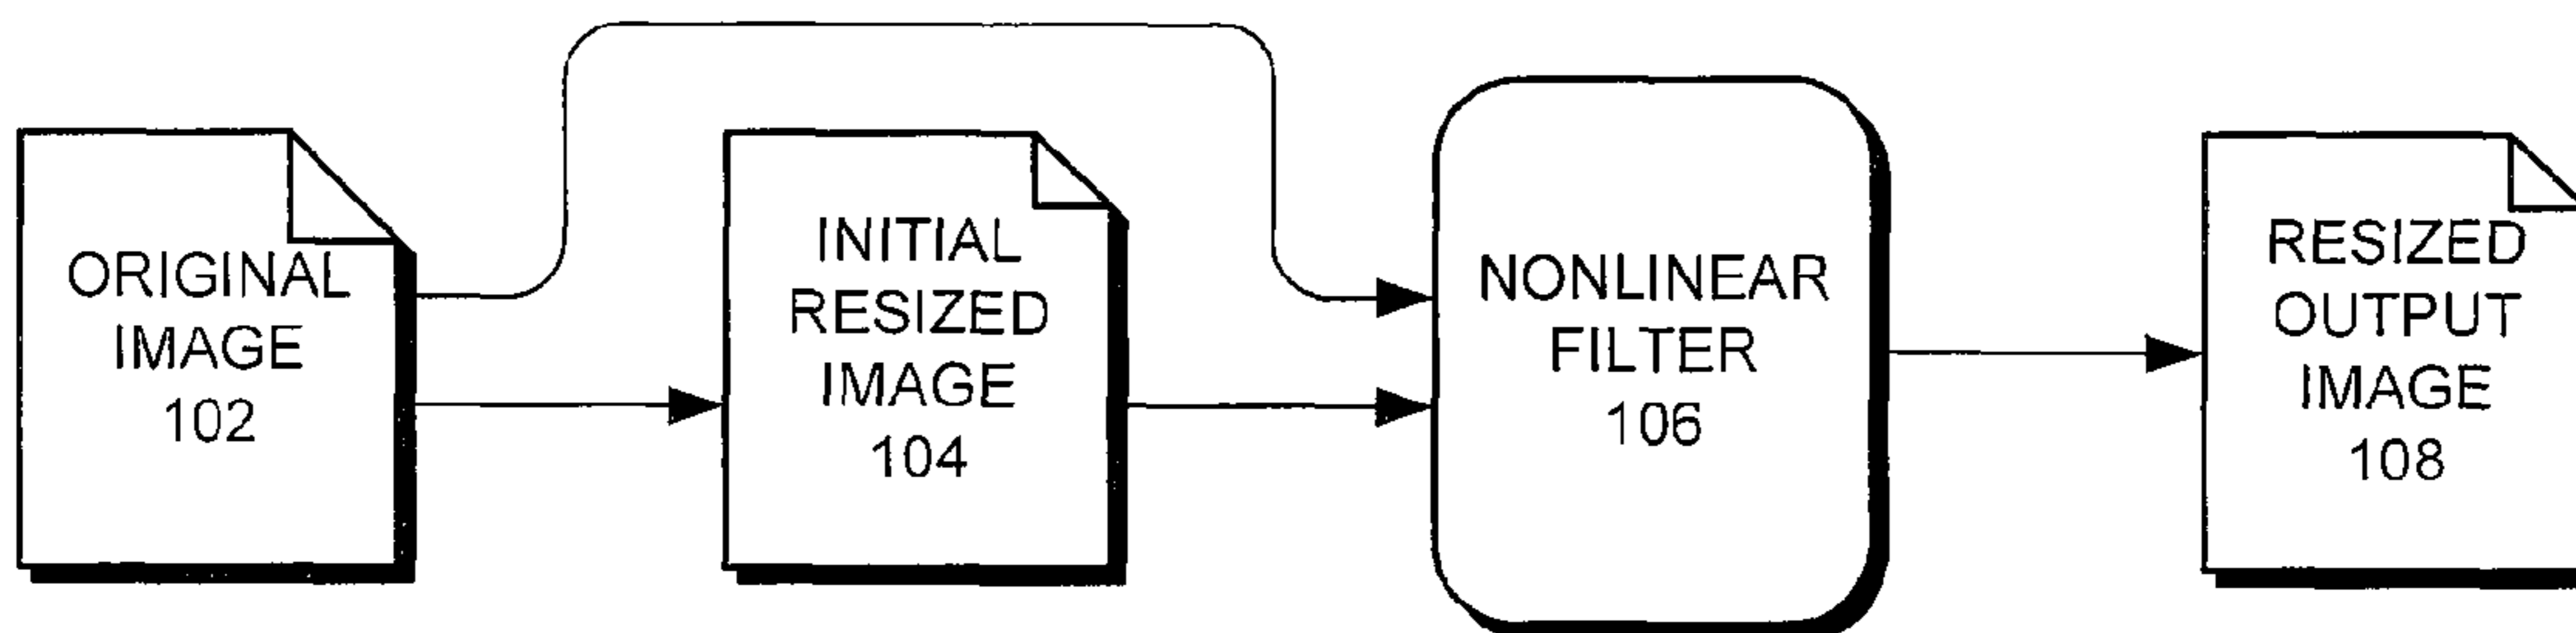 ORIGINAL
IMAGE
102
INITIAL
RESIZED
IMAGE
104
NONLINEAR
FILTER
106
RESIZED
OUTPUT
IMAGE
108